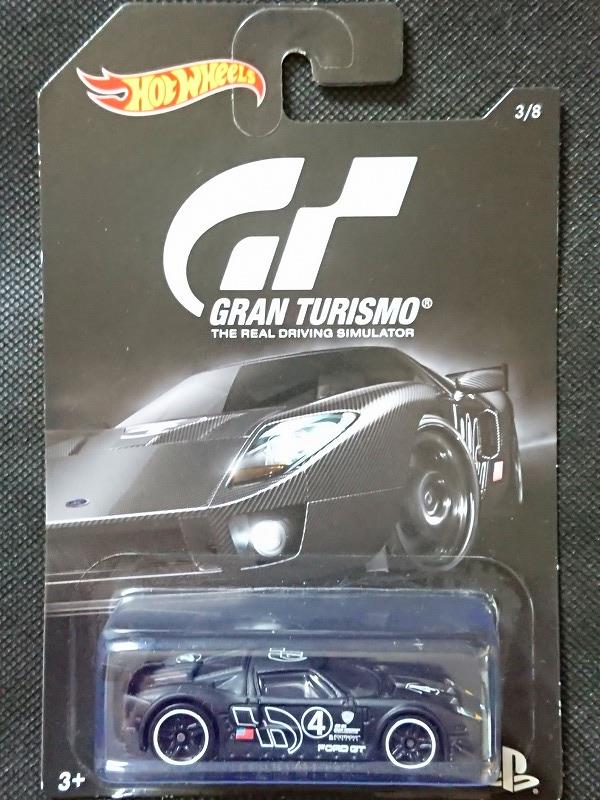 HOT WHEELS
3/8
GT
GRAN TURISMO®
THE REAL DRIVING SIMULATOR
4
FORD GT
3+